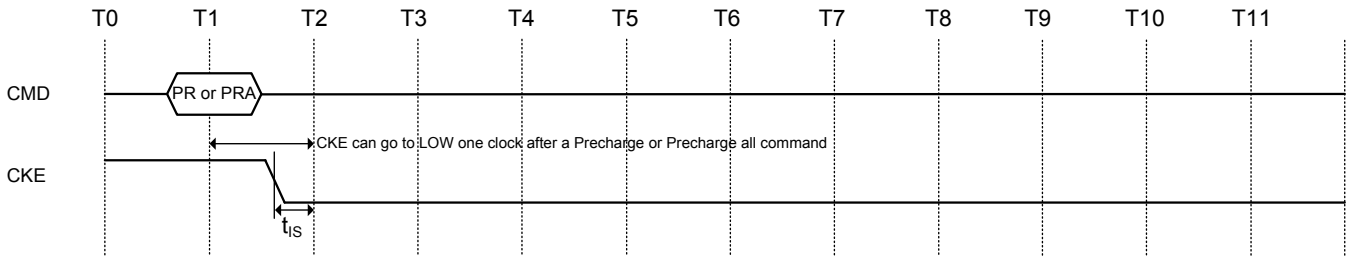 T0 T1 T2 T3 T4 T5 T6 T7 T8 T9 T10 T11
CMD PR or PRA
CKE can go to LOW one clock after a Precharge or Precharge all command
CKE
tIS